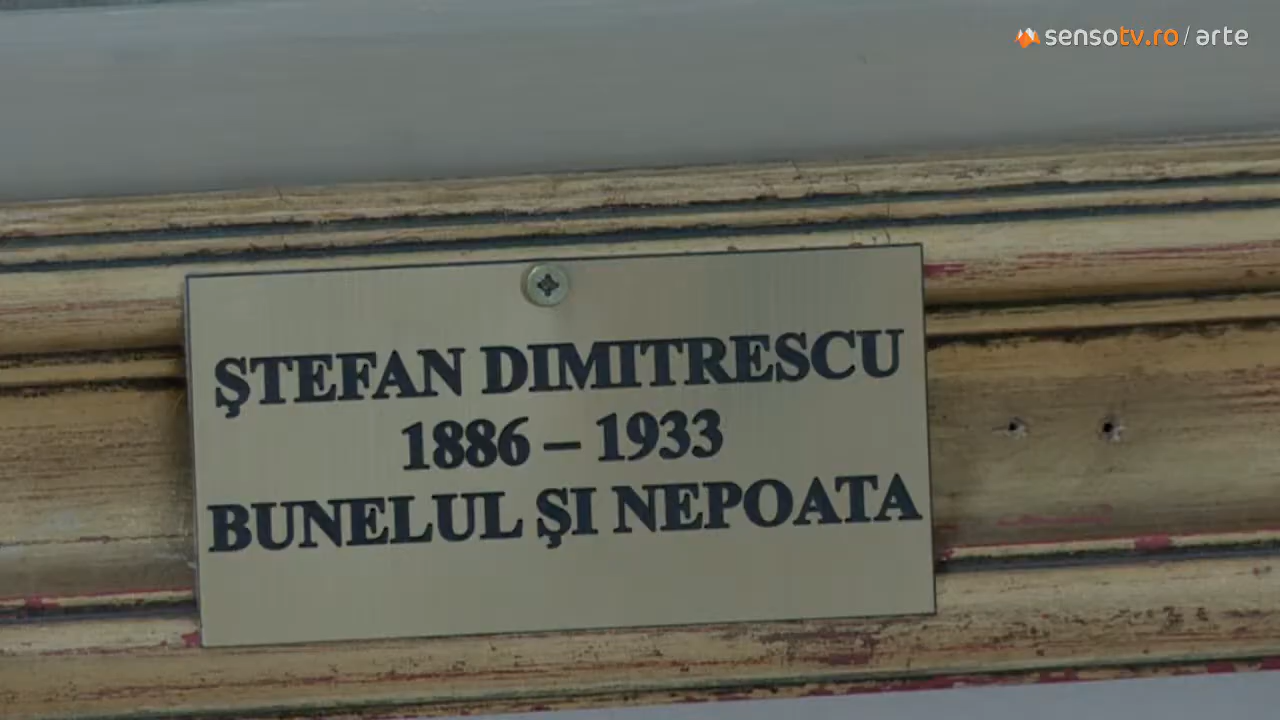 sensotv.ro/arte
ŞTEFAN DIMITRESCU
1886 – 1933
BUNELUL ŞI NEPOATA